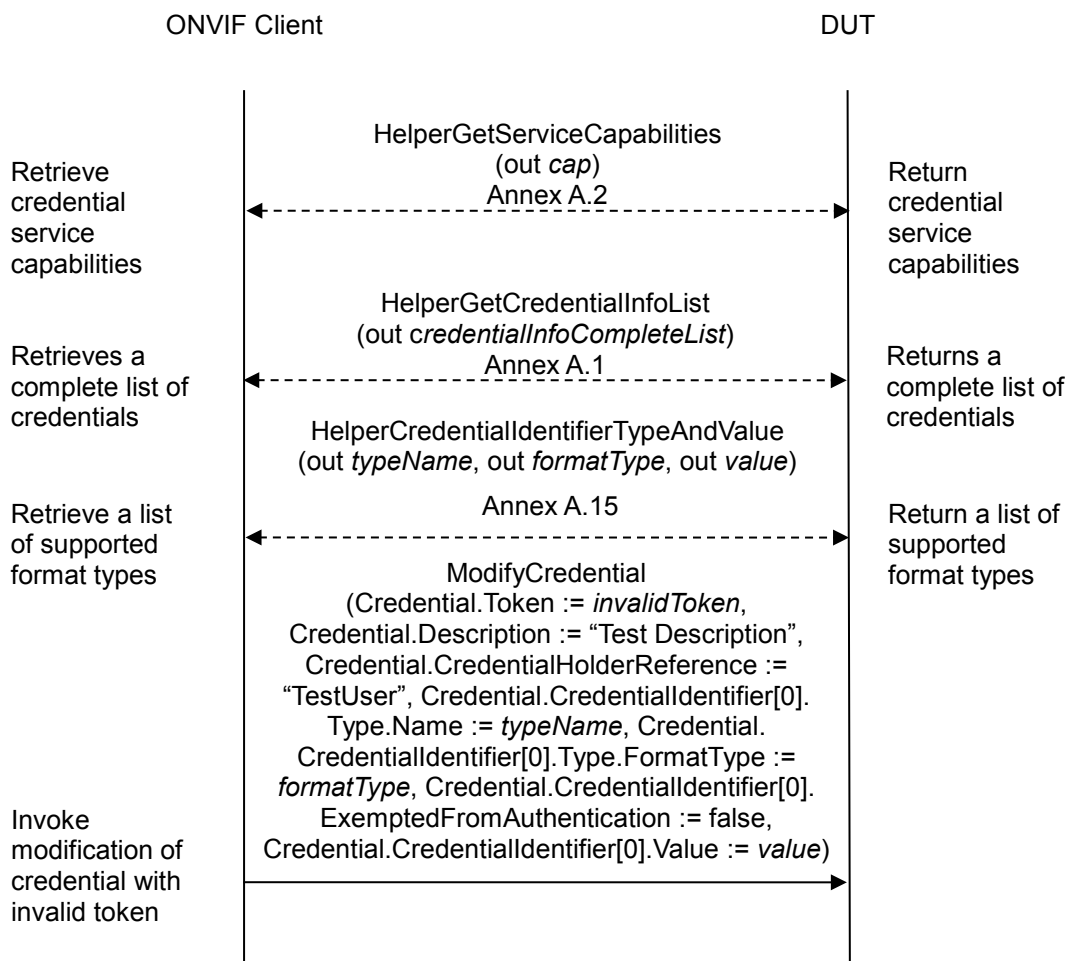 ONVIF Client
DUT
HelperGetServiceCapabilities
(out cap)
Annex A.2
Retrieve
credential
service
capabilities
Return
credential
service
capabilities
HelperGetCredentialInfoList
(out credentialInfoCompleteList)
Annex A.1
Retrieves a
complete list of
credentials
Returns a
complete list of
credentials
HelperCredentialIdentifierTypeAndValue
(out typeName, out formatType, out value)
Annex A.15
Retrieve a list
of supported
format types
Return a list of
supported
format types
ModifyCredential
(Credential.Token := invalidToken,
Credential.Description := “Test Description”,
Credential.CredentialHolderReference :=
“TestUser”, Credential.CredentialIdentifier[0].
Type.Name := typeName, Credential.
CredentialIdentifier[0].Type.FormatType :=
formatType, Credential.CredentialIdentifier[0].
ExemptedFromAuthentication := false,
Credential.CredentialIdentifier[0].Value := value)
Invoke
modification of
credential with
invalid token